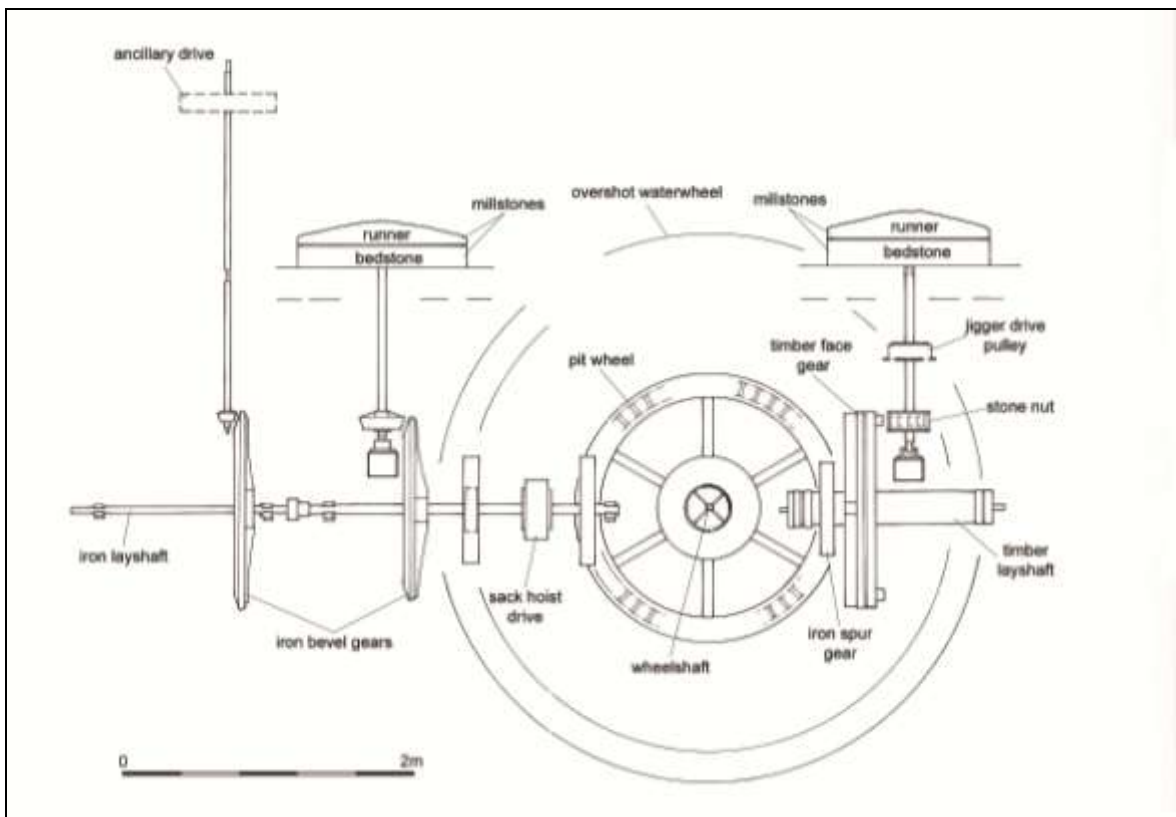 ancillary drive
overshot waterwheel
millstones
runner
bedstone
millstones
runner
bedstone
jigger drive
pulley
timber face
gear
pit wheel
stone nut
iron layshaft
sack hoist
drive
iron bevel gears
wheelshaft
iron spur
gear
timber
layshaft
0
2m